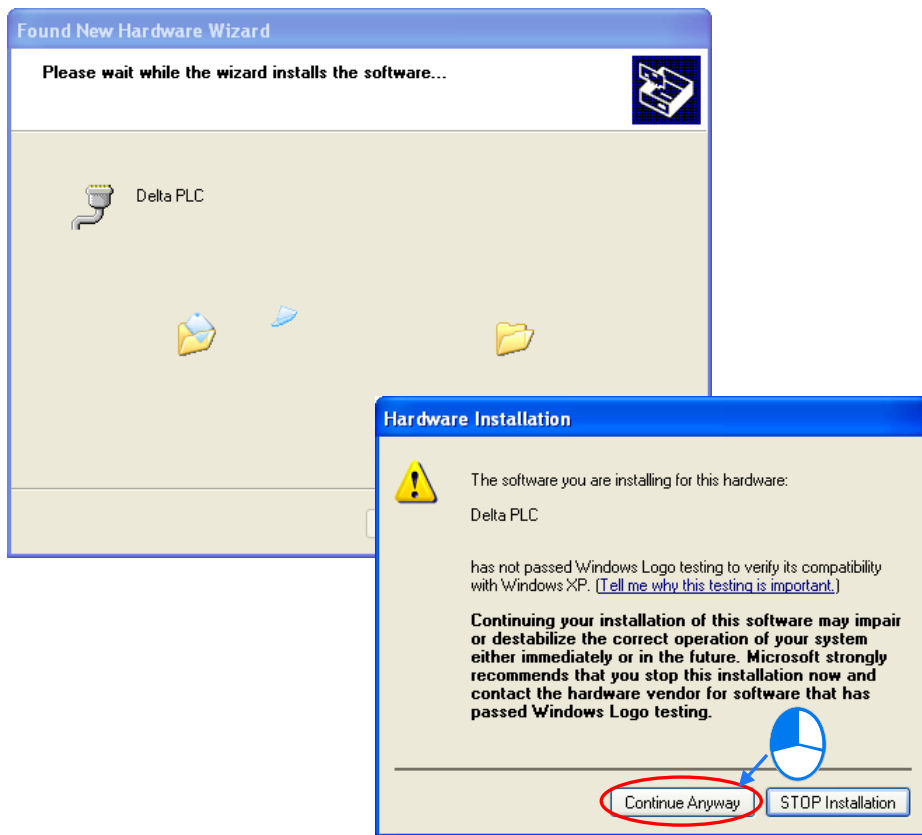 Found New Hardware Wizard
Please wait while the wizard installs the software...
Delta PLC
Hardware Installation
The software you are installing for this hardware:
Delta PLC
has not passed Windows Logo testing to verify its compatibility
with Windows XP. (Tell me why this testing is important.)
Continuing your installation of this software may impair
or destabilize the correct operation of your system
either immediately or in the future. Microsoft strongly
recommends that you stop this installation now and
contact the hardware vendor for software that has
passed Windows Logo testing.
Continue Anyway
STOP Installation